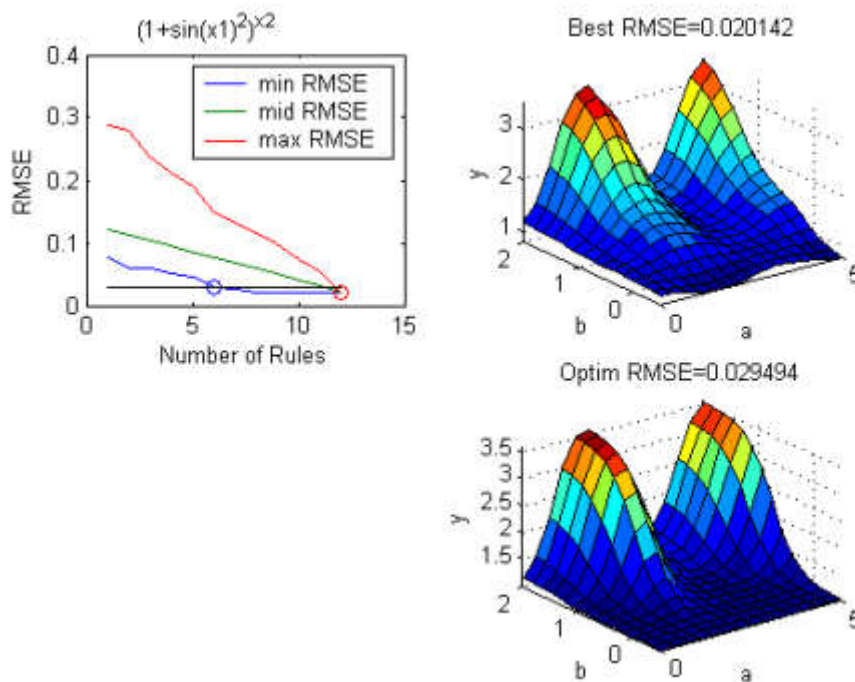 (1+sin(x1)^2)^x2
0.4
0.3
0.2
0.1
0
RMSE
min RMSE
mid RMSE
max RMSE
0
5
10
15
Number of Rules
Best RMSE=0.020142
3
2
1
y
2
1
0
b
0
5
a
Optim RMSE=0.029494
3.5
3
2.5
2
1.5
y
2
1
0
b
0
5
a